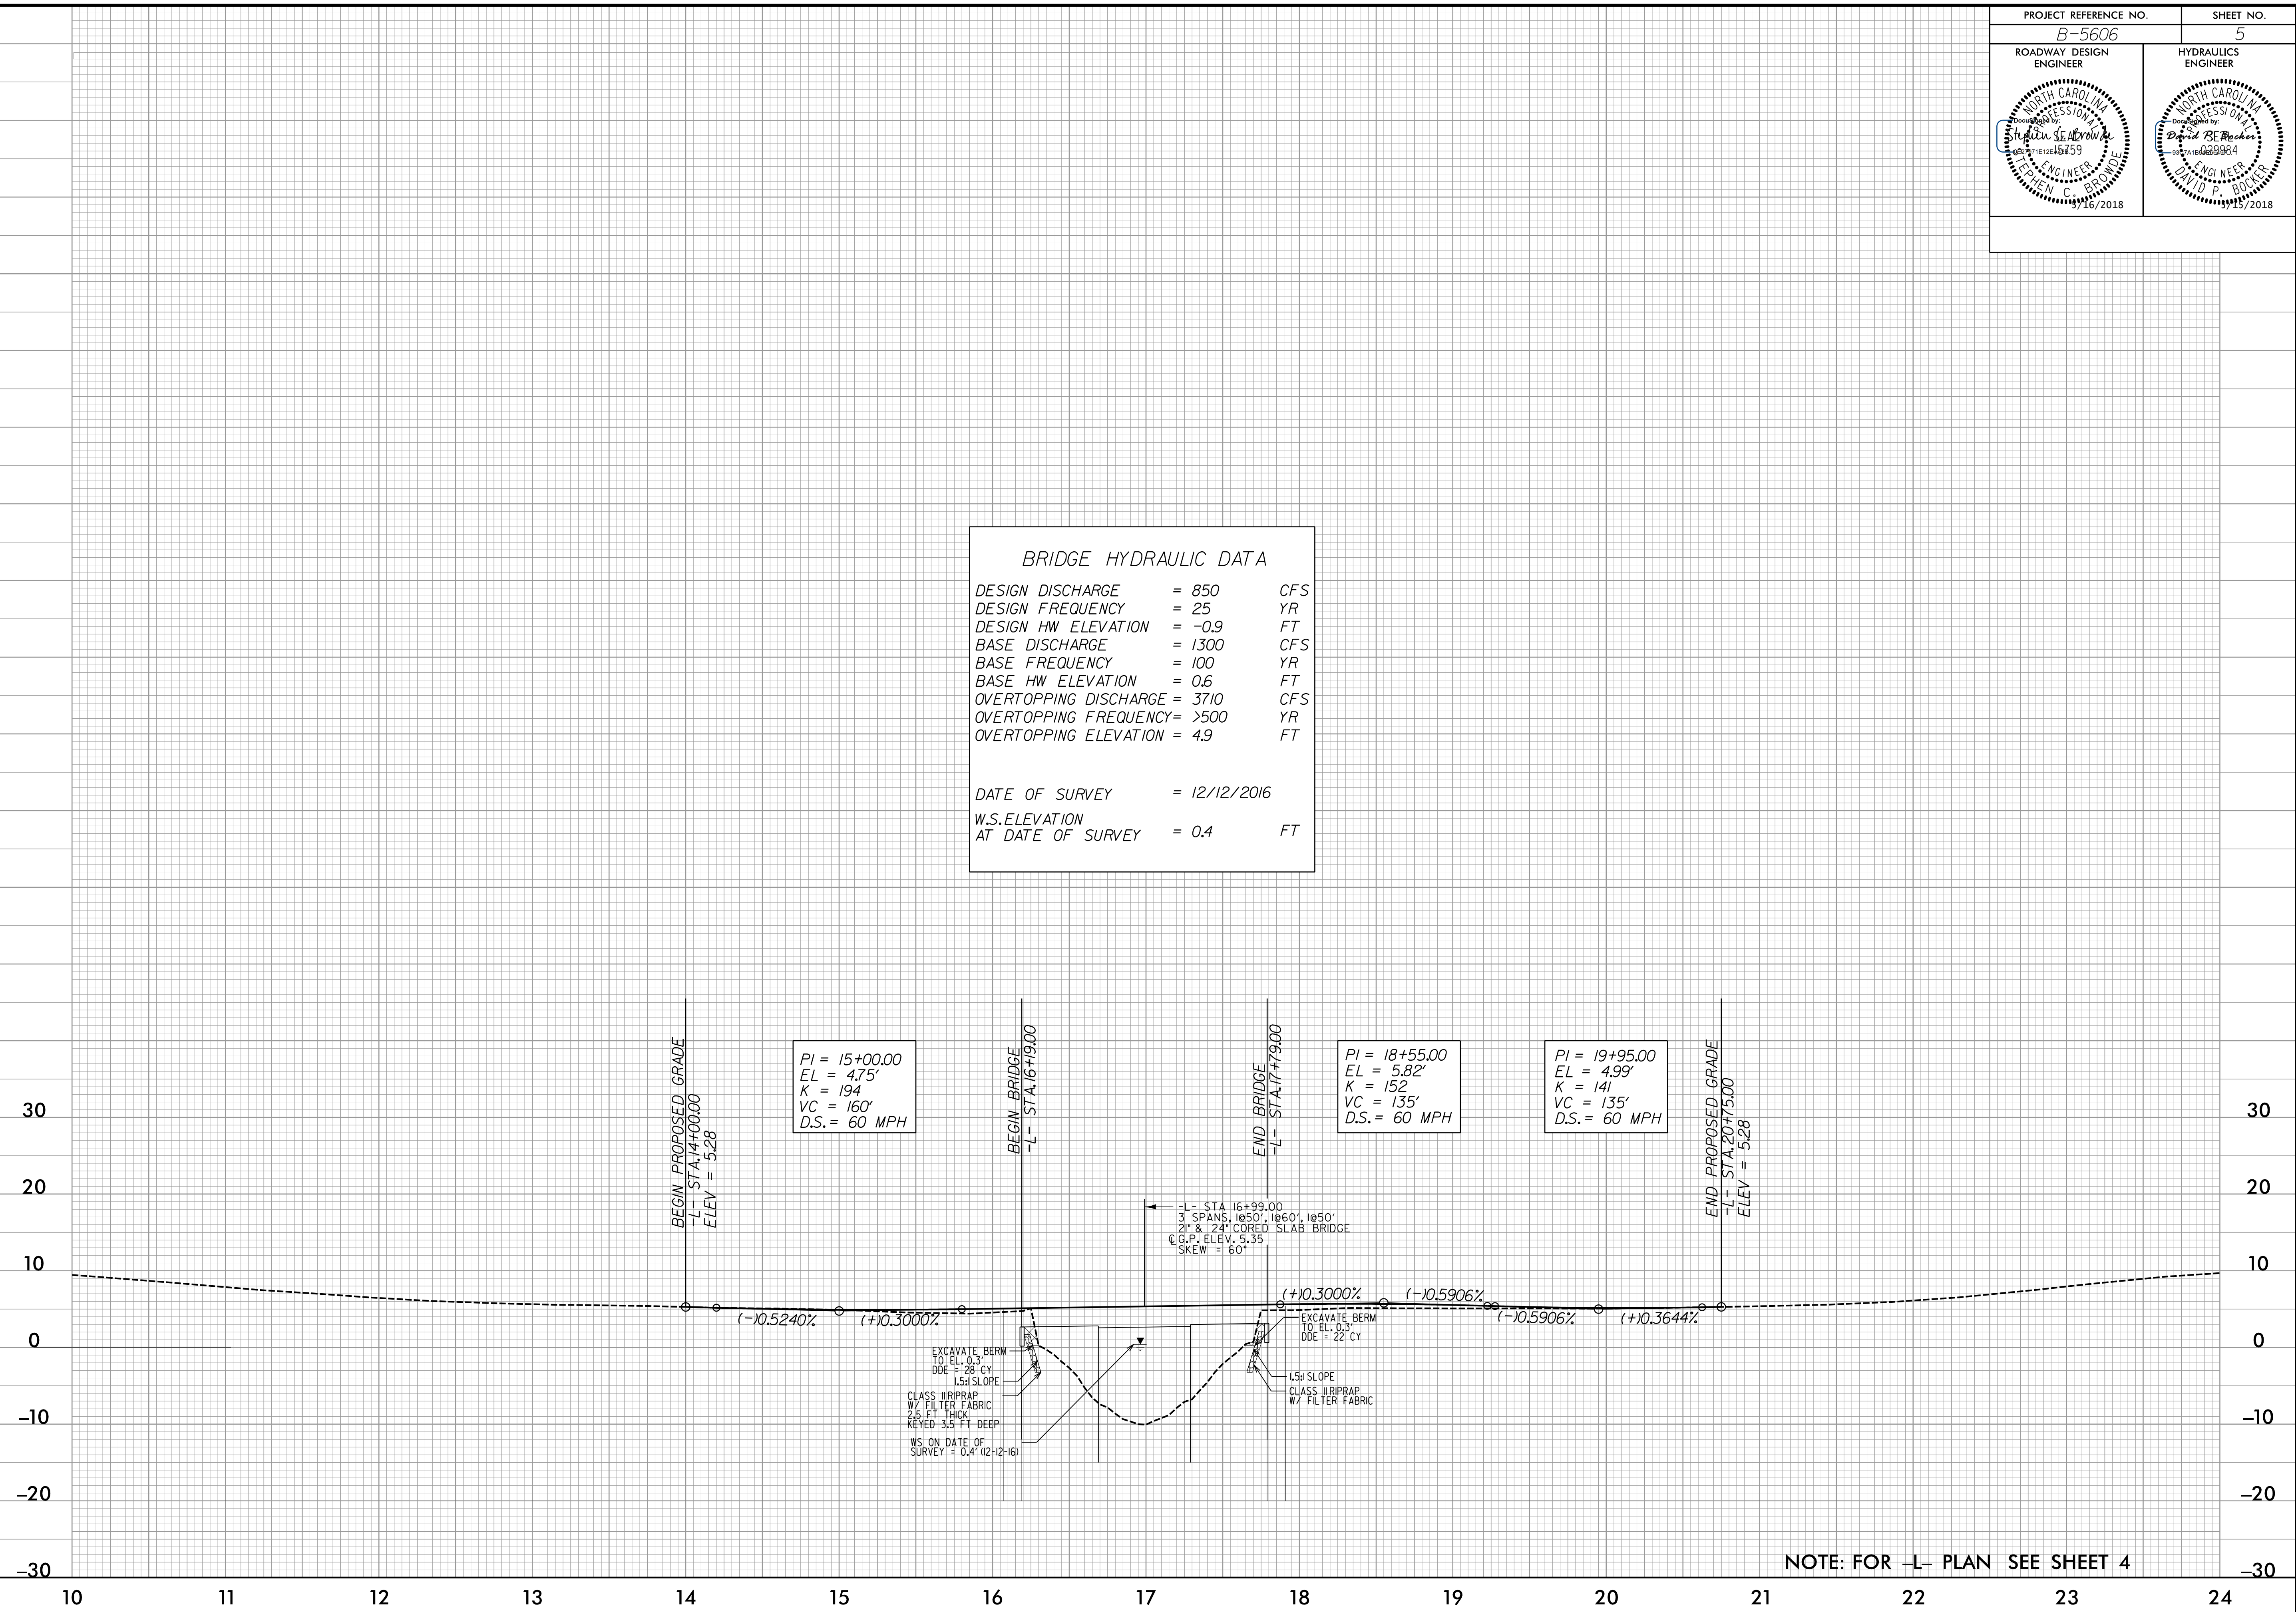 PROJECT REFERENCE NO. SHEET NO.
B-5606 5
ROADWAY DESIGN ENGINEER
HYDRAULICS ENGINEER
NORTH CAROLINA
PROFESSIONAL
DocuSigned by:
SEAL
15759
ENGINEER
STEPHEN C. BROWDE
5/16/2018
NORTH CAROLINA
PROFESSIONAL
DocuSigned by:
David P. Bocker
SEAL
039984
ENGINEER
DAVID P. BOCKER
5/15/2018
BRIDGE HYDRAULIC DATA
DESIGN DISCHARGE = 850 CFS
DESIGN FREQUENCY = 25 YR
DESIGN HW ELEVATION = -0.9 FT
BASE DISCHARGE = 1300 CFS
BASE FREQUENCY = 100 YR
BASE HW ELEVATION = 0.6 FT
OVERTOPPING DISCHARGE = 3710 CFS
OVERTOPPING FREQUENCY= >500 YR
OVERTOPPING ELEVATION = 4.9 FT
DATE OF SURVEY = 12/12/2016
W.S.ELEVATION
AT DATE OF SURVEY = 0.4 FT
BEGIN PROPOSED GRADE
-L- STA.14+00.00
ELEV = 5.28
PI = 15+00.00
EL = 4.75'
K = 194
VC = 160'
D.S.= 60 MPH
BEGIN BRIDGE
-L- STA.16+19.00
END BRIDGE
-L- STA.17+79.00
PI = 18+55.00
EL = 5.82'
K = 152
VC = 135'
D.S.= 60 MPH
PI = 19+95.00
EL = 4.99'
K = 141
VC = 135'
D.S.= 60 MPH
END PROPOSED GRADE
-L- STA.20+75.00
ELEV = 5.28
-L- STA 16+99.00
3 SPANS, 1@50', 1@60', 1@50'
21" & 24" CORED SLAB BRIDGE
℄ G.P. ELEV. 5.35
SKEW = 60°
(-)0.5240%
(+)0.3000%
(+)0.3000%
(-)0.5906%
(-)0.5906%
(+)0.3644%
EXCAVATE BERM
TO EL. 0.3'
DDE = 28 CY
1.5:1 SLOPE
CLASS II RIPRAP
W/ FILTER FABRIC
2.5 FT THICK
KEYED 3.5 FT DEEP
WS ON DATE OF
SURVEY = 0.4' (12-12-16)
EXCAVATE BERM
TO EL. 0.3'
DDE = 22 CY
1.5:1 SLOPE
CLASS II RIPRAP
W/ FILTER FABRIC
30 30
20 20
10 10
0 0
–10 –10
–20 –20
–30 –30
NOTE: FOR –L– PLAN SEE SHEET 4
10 11 12 13 14 15 16 17 18 19 20 21 22 23 24